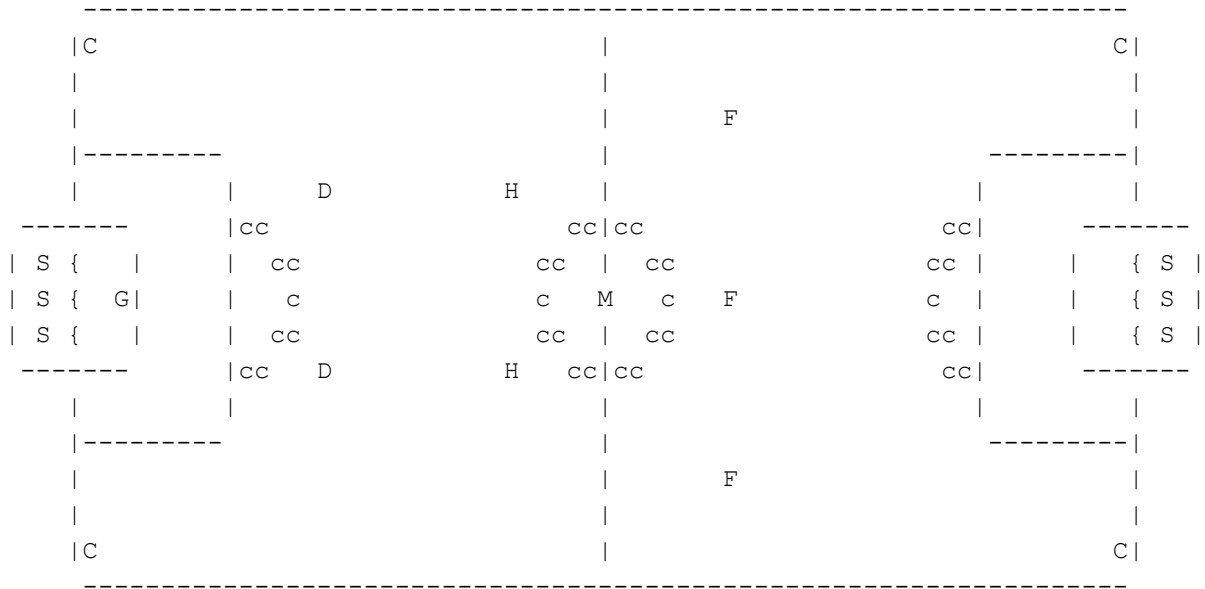 --------------------------------------------------------------------
|C                                 |                                 C|
|                                  |                                  |
|                                  |       F                          |
|---------                         |                         ---------|
|         |     D           H      |                        |         |
-------       |cc                    cc|cc                     cc|       -------
| S {   |     |  cc                cc  |  cc                 cc |     |   { S |
| S {  G|     |   c                c   M   c   F             c  |     |   { S |
| S {   |     |  cc                cc  |  cc                 cc |     |   { S |
-------       |cc   D           H   cc|cc                     cc|       -------
|         |                        |                        |         |
|---------                         |                         ---------|
|                                  |       F                          |
|                                  |                                  |
|C                                 |                                 C|
--------------------------------------------------------------------